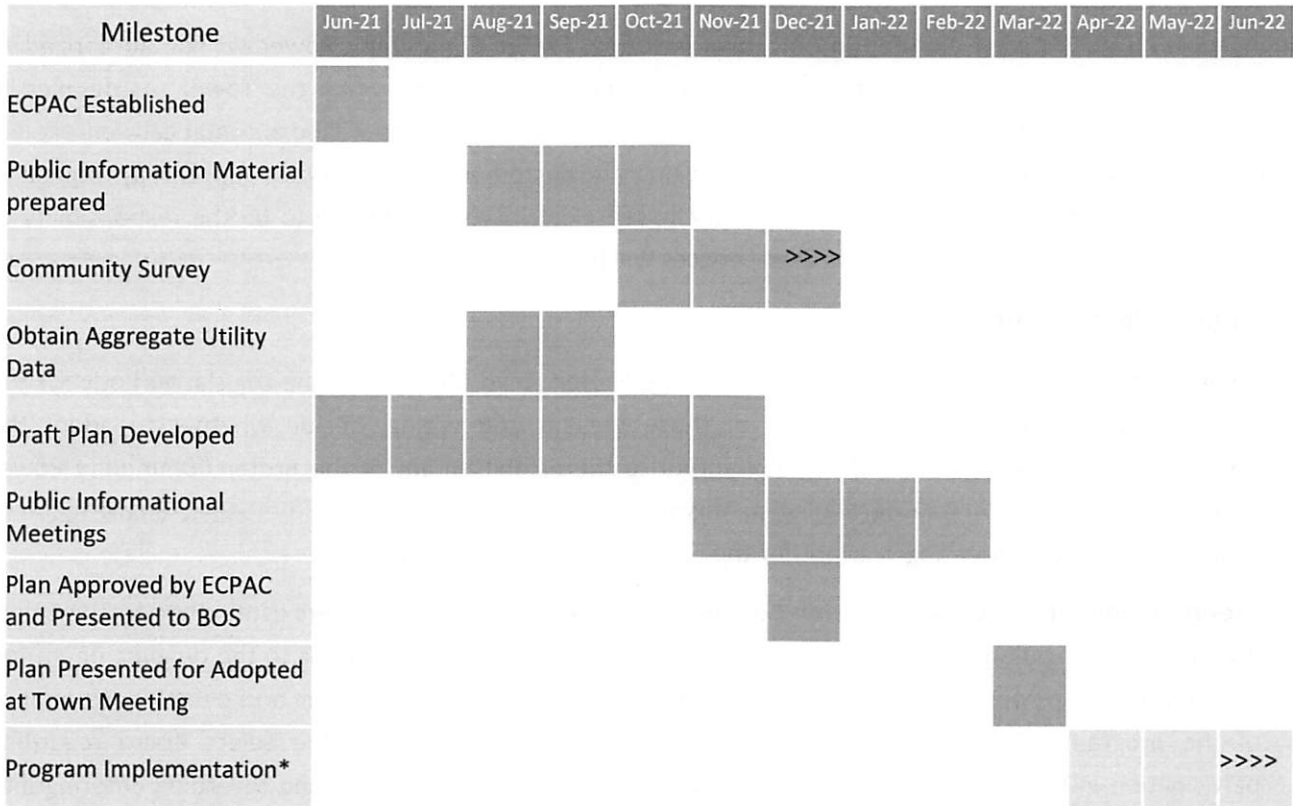 Milestone Jun-21 Jul-21 Aug-21 Sep-21 Oct-21 Nov-21 Dec-21 Jan-22 Feb-22 Mar-22 Apr-22 May-22 Jun-22
ECPAC Established
Public Information Material
prepared
Community Survey >>>>
Obtain Aggregate Utility
Data
Draft Plan Developed
Public Informational
Meetings
Plan Approved by ECPAC
and Presented to BOS
Plan Presented for Adopted
at Town Meeting
Program Implementation* >>>>